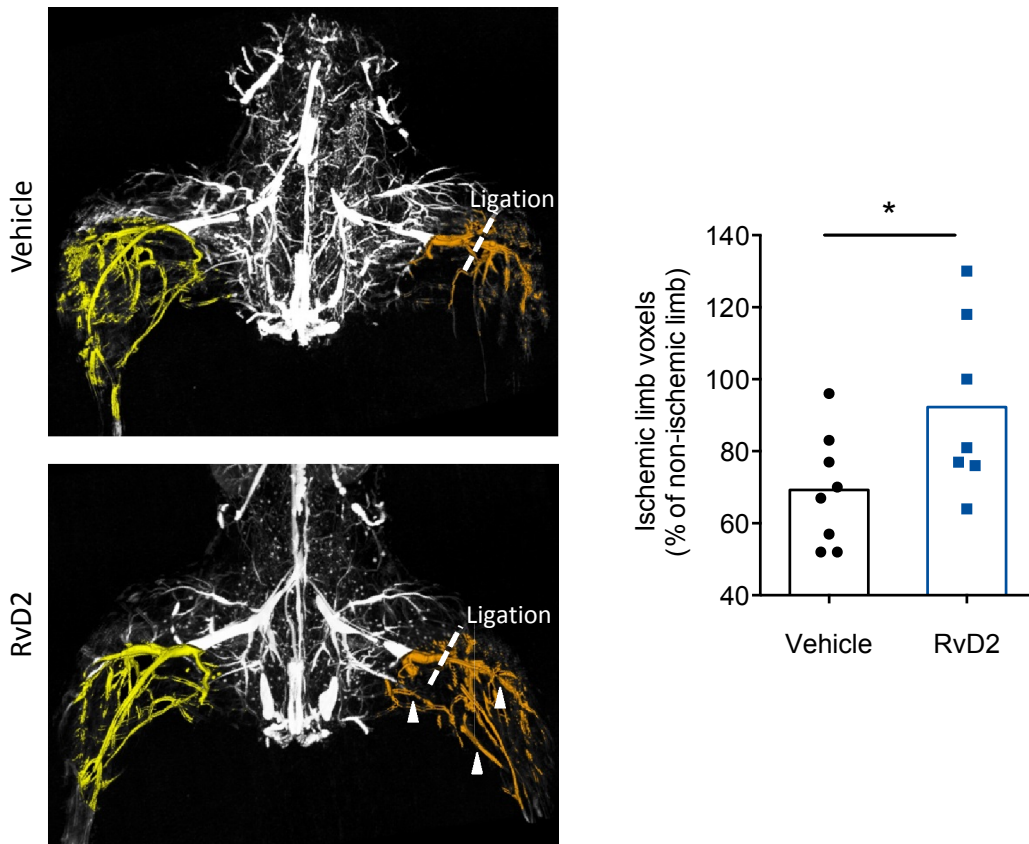 Vehicle
Ligation
RvD2
Ligation
*
Ischemic limb voxels
(% of non-ischemic limb)
140
120
100
80
60
40
Vehicle
RvD2